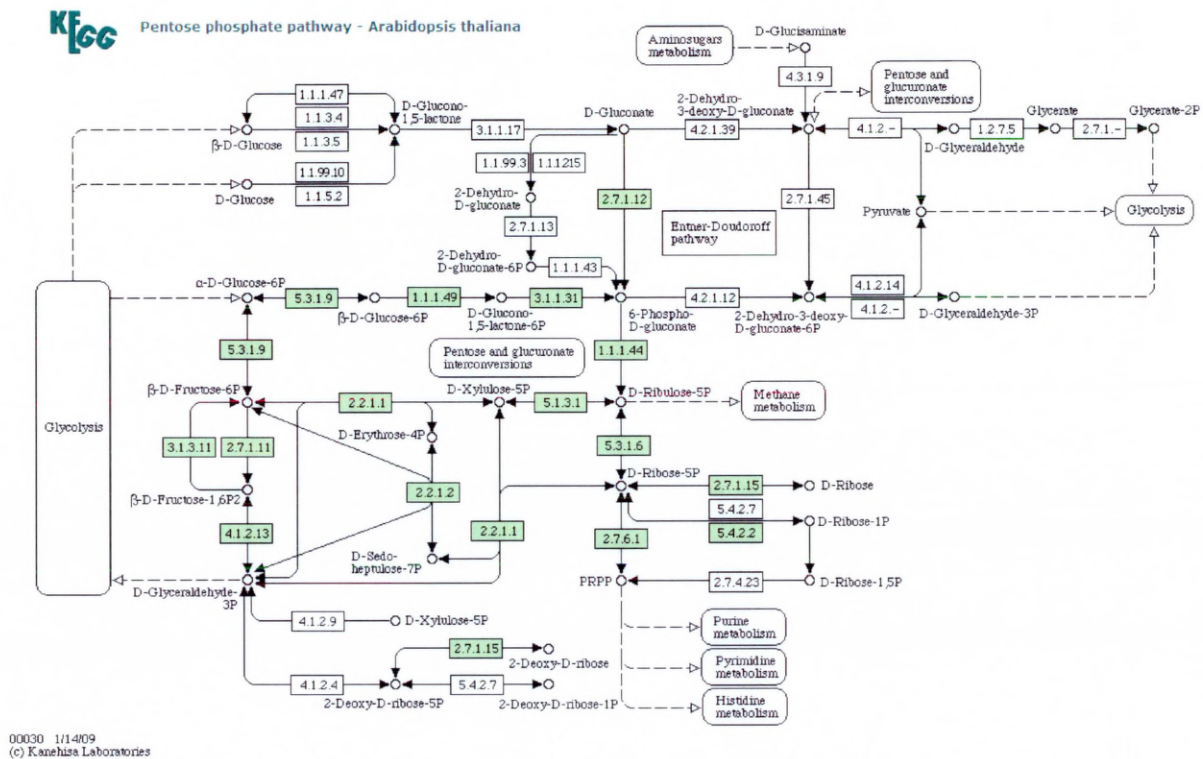 KEGG
Pentose phosphate pathway - Arabidopsis thaliana
Aminosugars
metabolism
D-Glucisaminate
4.3.1.9
Pentose and
glucuronate
interconversions
1.1.1.47
1.1.3.4
1.1.3.5
β-D-Glucose
D-Glucono-
1,5-lactone
3.1.1.17
D-Gluconate
4.2.1.39
2-Dehydro-
3-deoxy-D-gluconate
4.1.2.-
D-Glyceraldehyde
1.2.7.5
Glycerate
2.7.1.-
Glycerate-2P
1.1.99.10
1.1.5.2
D-Glucose
1.1.99.3
1.1.1.215
2-Dehydro-
D-gluconate
2.7.1.13
2.7.1.12
2.7.1.45
Entner-Doudoroff
pathway
Pyruvate
Glycolysis
2-Dehydro-
D-gluconate-6P
1.1.1.43
α-D-Glucose-6P
5.3.1.9
β-D-Glucose-6P
1.1.1.49
D-Glucono-
1,5-lactone-6P
3.1.1.31
6-Phospho-
D-gluconate
4.2.1.12
2-Dehydro-3-deoxy-
D-gluconate-6P
4.1.2.14
4.1.2.-
D-Glyceraldehyde-3P
5.3.1.9
Pentose and glucuronate
interconversions
1.1.1.44
β-D-Fructose-6P
2.2.1.1
D-Xylulose-5P
5.1.3.1
D-Ribulose-5P
Methane
metabolism
Glycolysis
3.1.3.11
2.7.1.11
D-Erythrose-4P
5.3.1.6
β-D-Fructose-1,6P2
2.2.1.2
D-Ribose-5P
2.7.1.15
D-Ribose
4.1.2.13
2.2.1.1
2.7.6.1
5.4.2.7
5.4.2.2
D-Ribose-1P
D-Sedo-
heptulose-7P
D-Glyceraldehyde-
3P
PRPP
2.7.4.23
D-Ribose-1,5P
4.1.2.9
D-Xylulose-5P
Purine
metabolism
2.7.1.15
2-Deoxy-D-ribose
Pyrimidine
metabolism
4.1.2.4
2-Deoxy-D-ribose-5P
5.4.2.7
2-Deoxy-D-ribose-1P
Histidine
metabolism
00030 1/14/09
(c) Kanehisa Laboratories